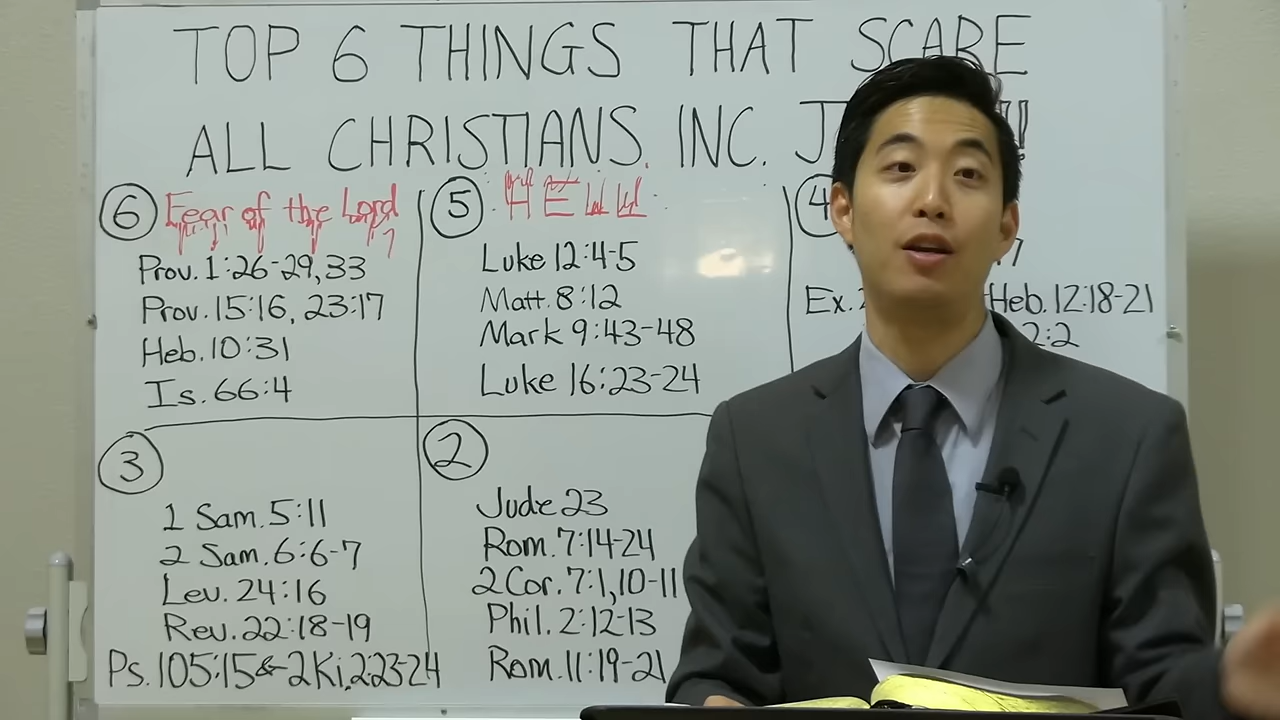 TOP 6 THINGS THAT SCARE
ALL CHRISTIANS. INC. J
6 Fear of the Lord
Prov. 1:26-29,33
Prov. 15:16, 23:17
Heb. 10:31
Is. 66:4
5 HELL
Luke 12:4-5
Matt. 8:12
Mark 9:43-48
Luke 16:23-24
4
Ex. Heb. 12:18-21
2:2
3
1 Sam. 5:11
2 Sam. 6:6-7
Lev. 24:16
Rev. 22:18-19
Ps. 105:15 & 2Ki. 2:23-24
2
Jude 23
Rom. 7:14-24
2 Cor. 7:1,10-11
Phil. 2:12-13
Rom. 11:19-21